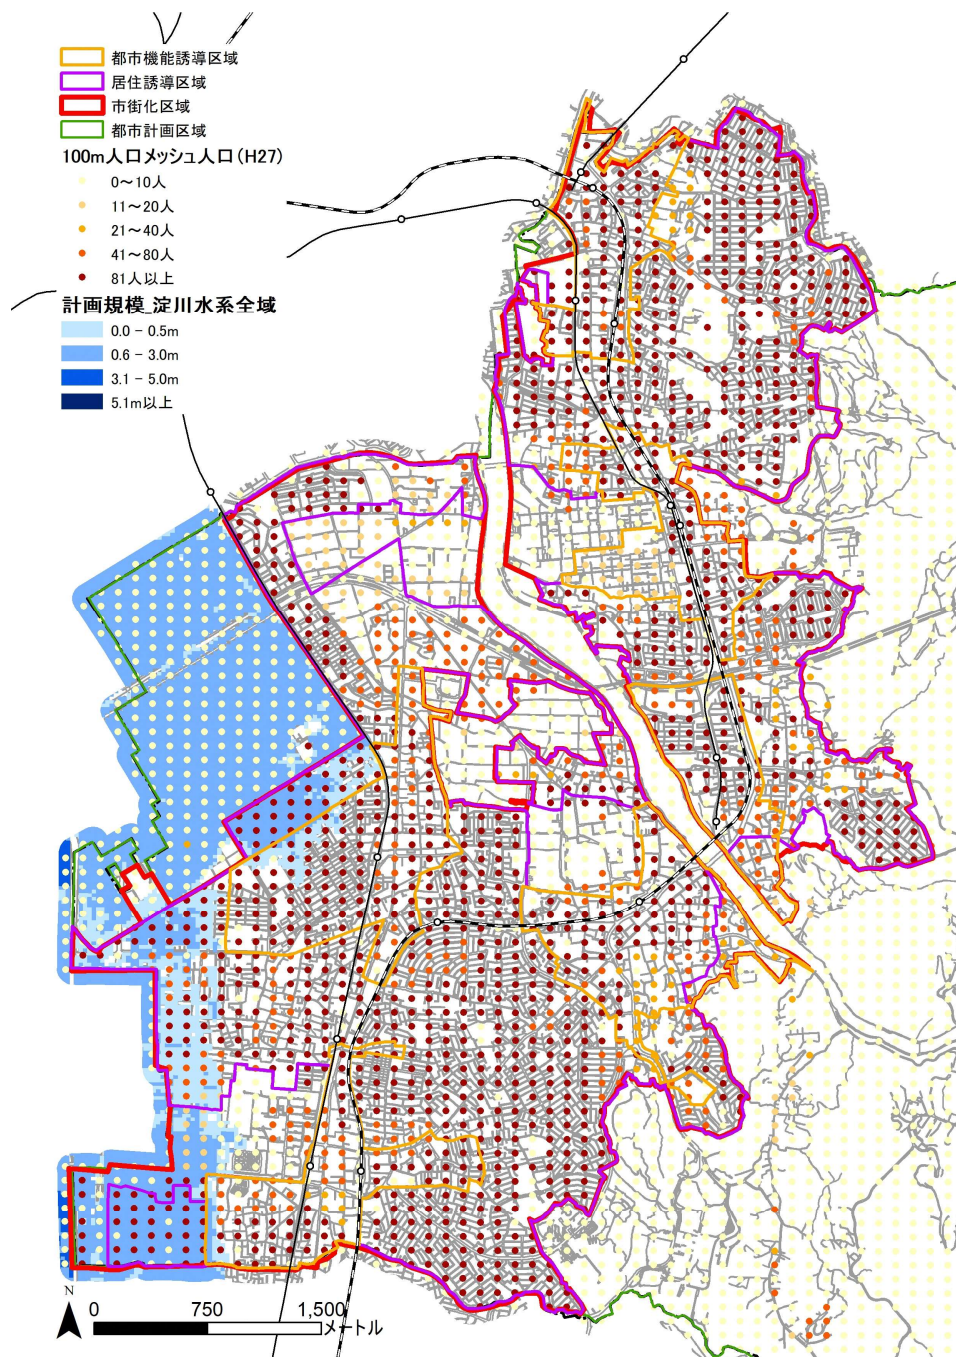 都市機能誘導区域
居住誘導区域
市街化区域
都市計画区域
100m人口メッシュ人口(H27)
0～10人
11～20人
21～40人
41～80人
81人以上
計画規模_淀川水系全域
0.0 - 0.5m
0.6 - 3.0m
3.1 - 5.0m
5.1m以上
N
0 750 1,500
メートル